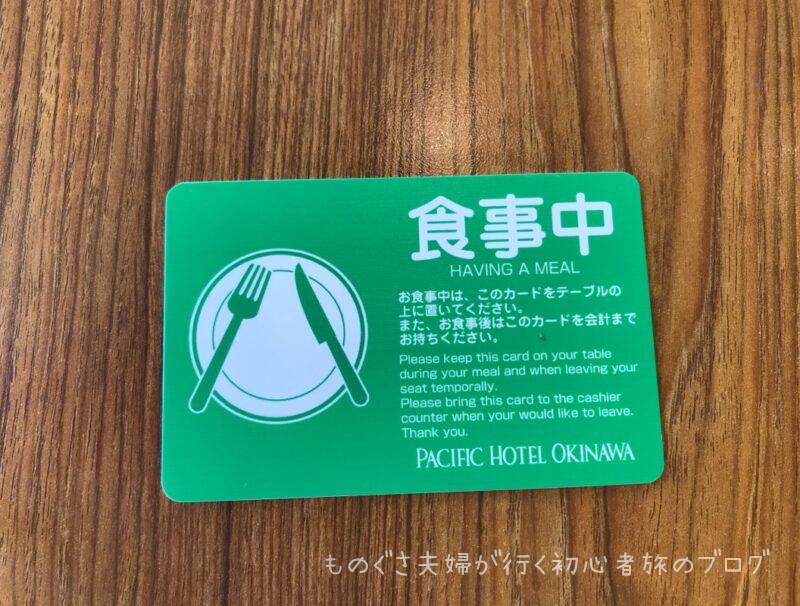 食事中
HAVING A MEAL
お食事中は、このカードをテーブルの
上に置いてください。
また、お食事後はこのカードを会計まで
お持ちください。
Please keep this card on your table
during your meal and when leaving your
seat temporally.
Please bring this card to the cashier
counter when your would like to leave.
Thank you.
PACIFIC HOTEL OKINAWA
ものぐさ夫婦が行く初心者旅のブログ